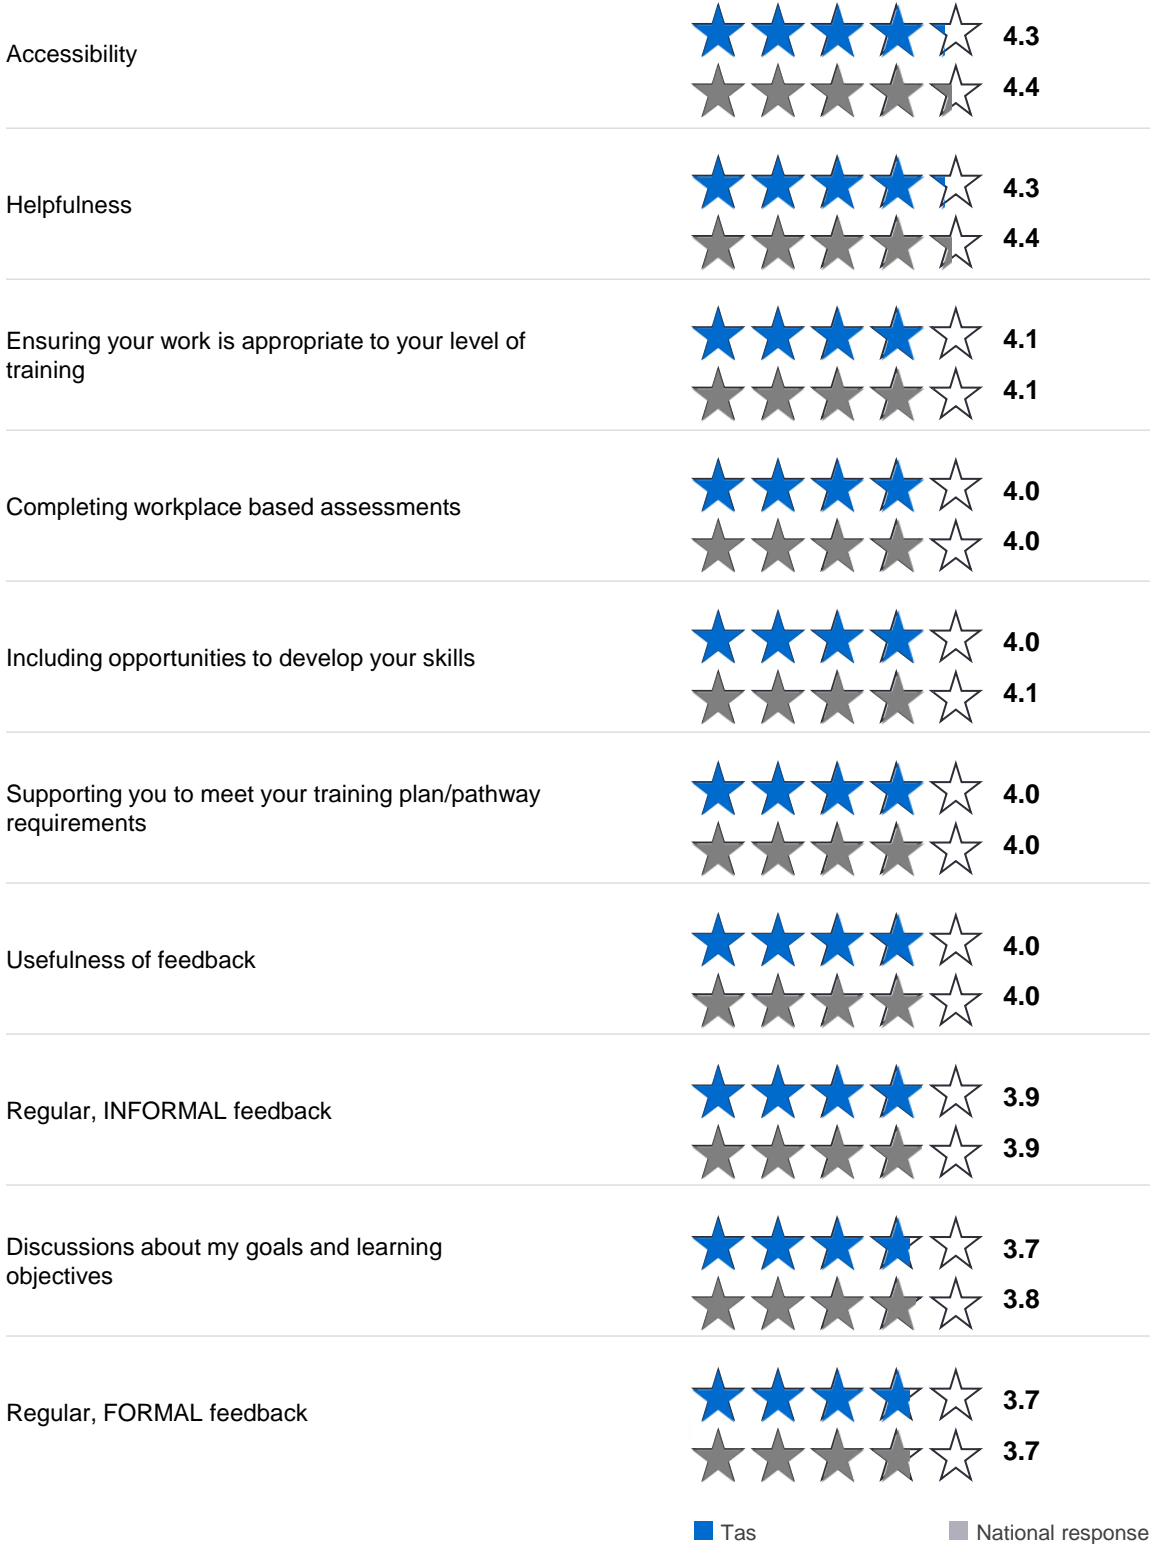 Accessibility
4.3
4.4
Helpfulness
4.3
4.4
Ensuring your work is appropriate to your level of
training
4.1
4.1
Completing workplace based assessments
4.0
4.0
Including opportunities to develop your skills
4.0
4.1
Supporting you to meet your training plan/pathway
requirements
4.0
4.0
Usefulness of feedback
4.0
4.0
Regular, INFORMAL feedback
3.9
3.9
Discussions about my goals and learning
objectives
3.7
3.8
Regular, FORMAL feedback
3.7
3.7
Tas
National response